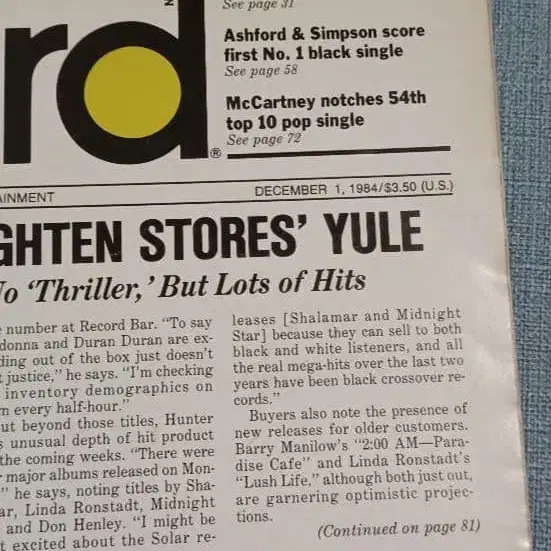 See page 31
Ashford & Simpson score
first No. 1 black single
See page 58
McCartney notches 54th
top 10 pop single
See page 72
rd
®
AINMENT
DECEMBER 1, 1984/$3.50 (U.S.)
GHTEN STORES' YULE
No 'Thriller,' But Lots of Hits
number at Record Bar. "To say
donna and Duran Duran are ex-
ding out of the box just doesn't
t justice," he says. "I'm checking
inventory demographics on
m every half-hour."
ut beyond those titles, Hunter
s unusual depth of hit product
the coming weeks. "There were
major albums released on Mon-
" he says, noting titles by Sha-
ar, Linda Ronstadt, Midnight
and Don Henley. "I might be
t excited about the Solar re-
leases [Shalamar and Midnight
Star] because they can sell to both
black and white listeners, and all
the real mega-hits over the last two
years have been black crossover re-
cords."
Buyers also note the presence of
new releases for older customers.
Barry Manilow's "2:00 AM—Para-
dise Cafe" and Linda Ronstadt's
"Lush Life," although both just out,
are garnering optimistic projec-
tions.
(Continued on page 81)